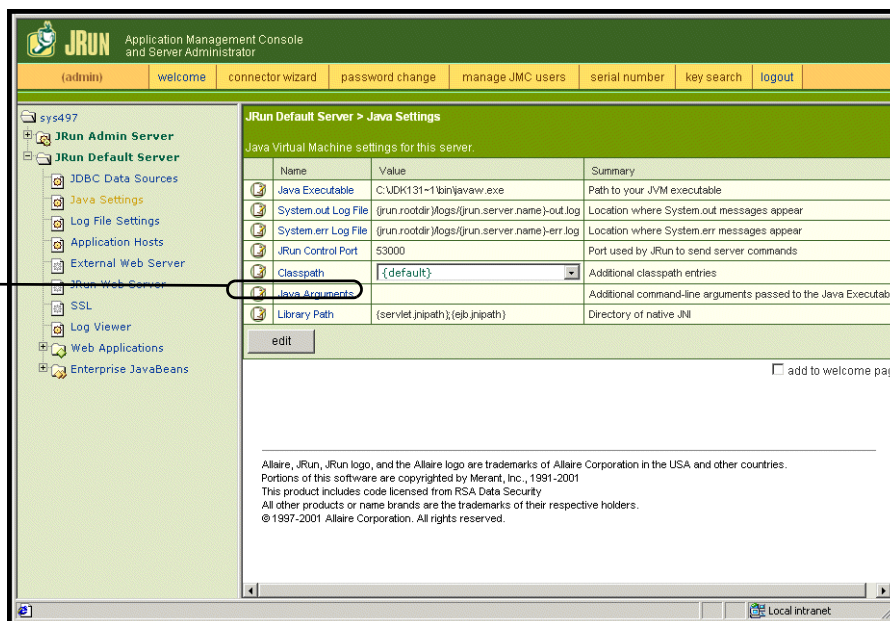 JRUN Application Management Console
and Server Administrator
(admin) welcome connector wizard password change manage JMC users serial number key search logout
sys497
JRun Admin Server
JRun Default Server
JDBC Data Sources
Java Settings
Log File Settings
Application Hosts
External Web Server
JRun Web Server
SSL
Log Viewer
Web Applications
Enterprise JavaBeans
JRun Default Server > Java Settings
Java Virtual Machine settings for this server.
Name Value Summary
Java Executable C:\JDK131~1\bin\javaw.exe Path to your JVM executable
System.out Log File {jrun.rootdir}/logs/{jrun.server.name}-out.log Location where System.out messages appear
System.err Log File {jrun.rootdir}/logs/{jrun.server.name}-err.log Location where System.err messages appear
JRun Control Port 53000 Port used by JRun to send server commands
Classpath {default} Additional classpath entries
Java Arguments Additional command-line arguments passed to the Java Executab
Library Path {servlet.jnipath};{ejb.jnipath} Directory of native JNI
edit
add to welcome pag
Allaire, JRun, JRun logo, and the Allaire logo are trademarks of Allaire Corporation in the USA and other countries.
Portions of this software are copyrighted by Merant, Inc., 1991-2001
This product includes code licensed from RSA Data Security
All other products or name brands are the trademarks of their respective holders.
© 1997-2001 Allaire Corporation. All rights reserved.
Local intranet